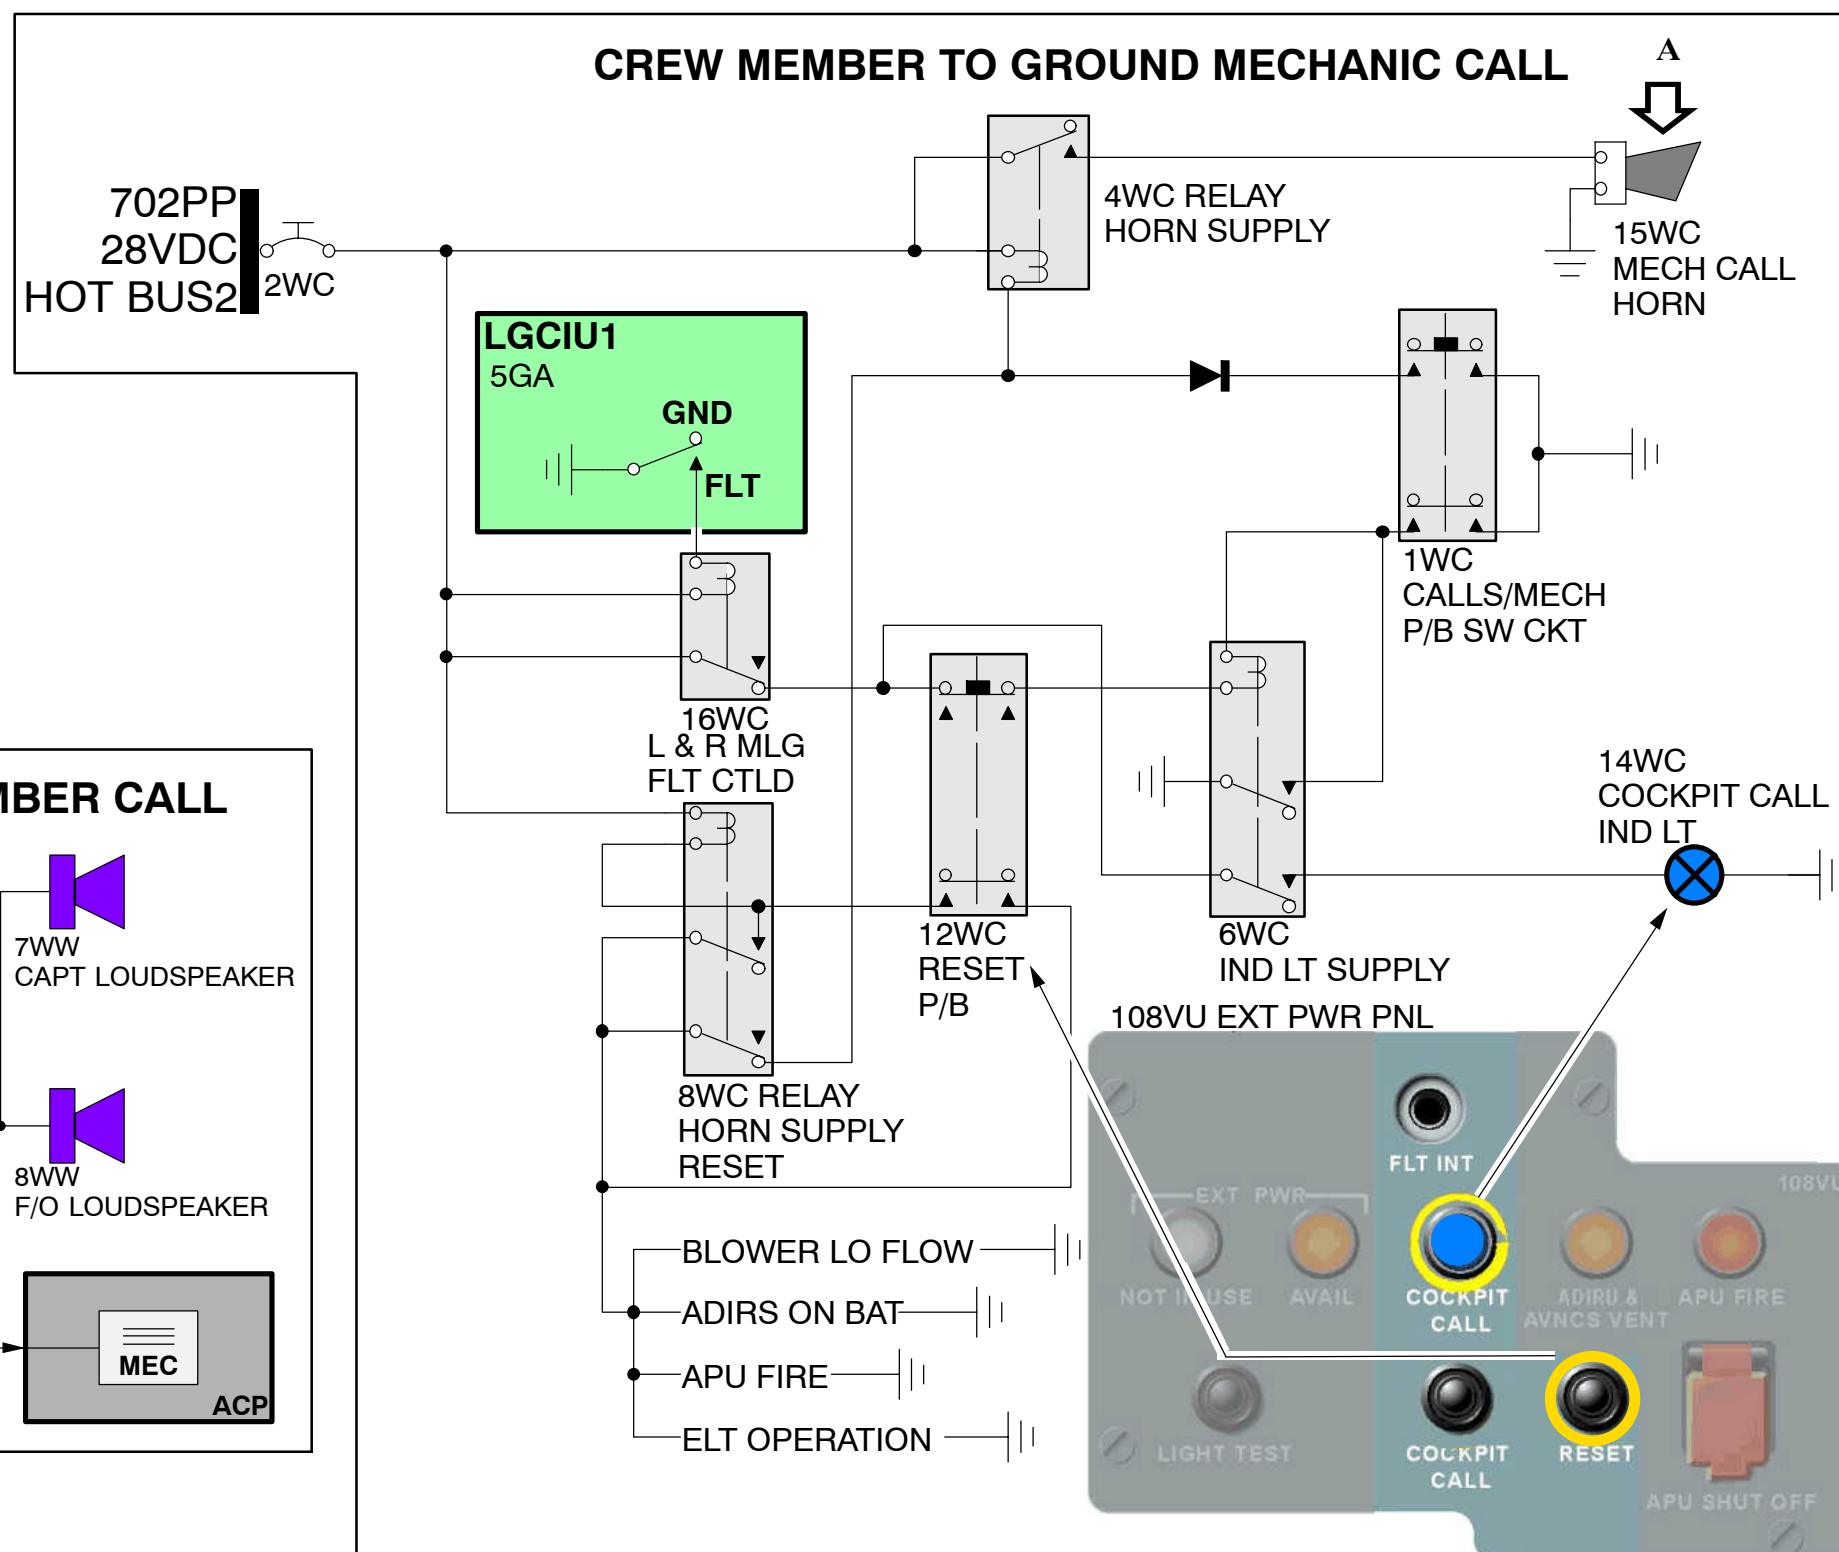 CREW MEMBER TO GROUND MECHANIC CALL
A
702PP
28VDC
HOT BUS2
2WC
4WC RELAY
HORN SUPPLY
15WC
MECH CALL
HORN
LGCIU1
5GA
GND
FLT
1WC
CALLS/MECH
P/B SW CKT
16WC
L & R MLG
FLT CTLD
14WC
COCKPIT CALL
IND LT
MBER CALL
7WW
CAPT LOUDSPEAKER
8WW
F/O LOUDSPEAKER
MEC
ACP
12WC
RESET
P/B
6WC
IND LT SUPPLY
8WC RELAY
HORN SUPPLY
RESET
BLOWER LO FLOW
ADIRS ON BAT
APU FIRE
ELT OPERATION
108VU EXT PWR PNL
FLT INT
108VU
EXT PWR
NOT IN USE
AVAIL
COCKPIT
CALL
ADIRU &
AVNCS VENT
APU FIRE
LIGHT TEST
COCKPIT
CALL
RESET
APU SHUT OFF